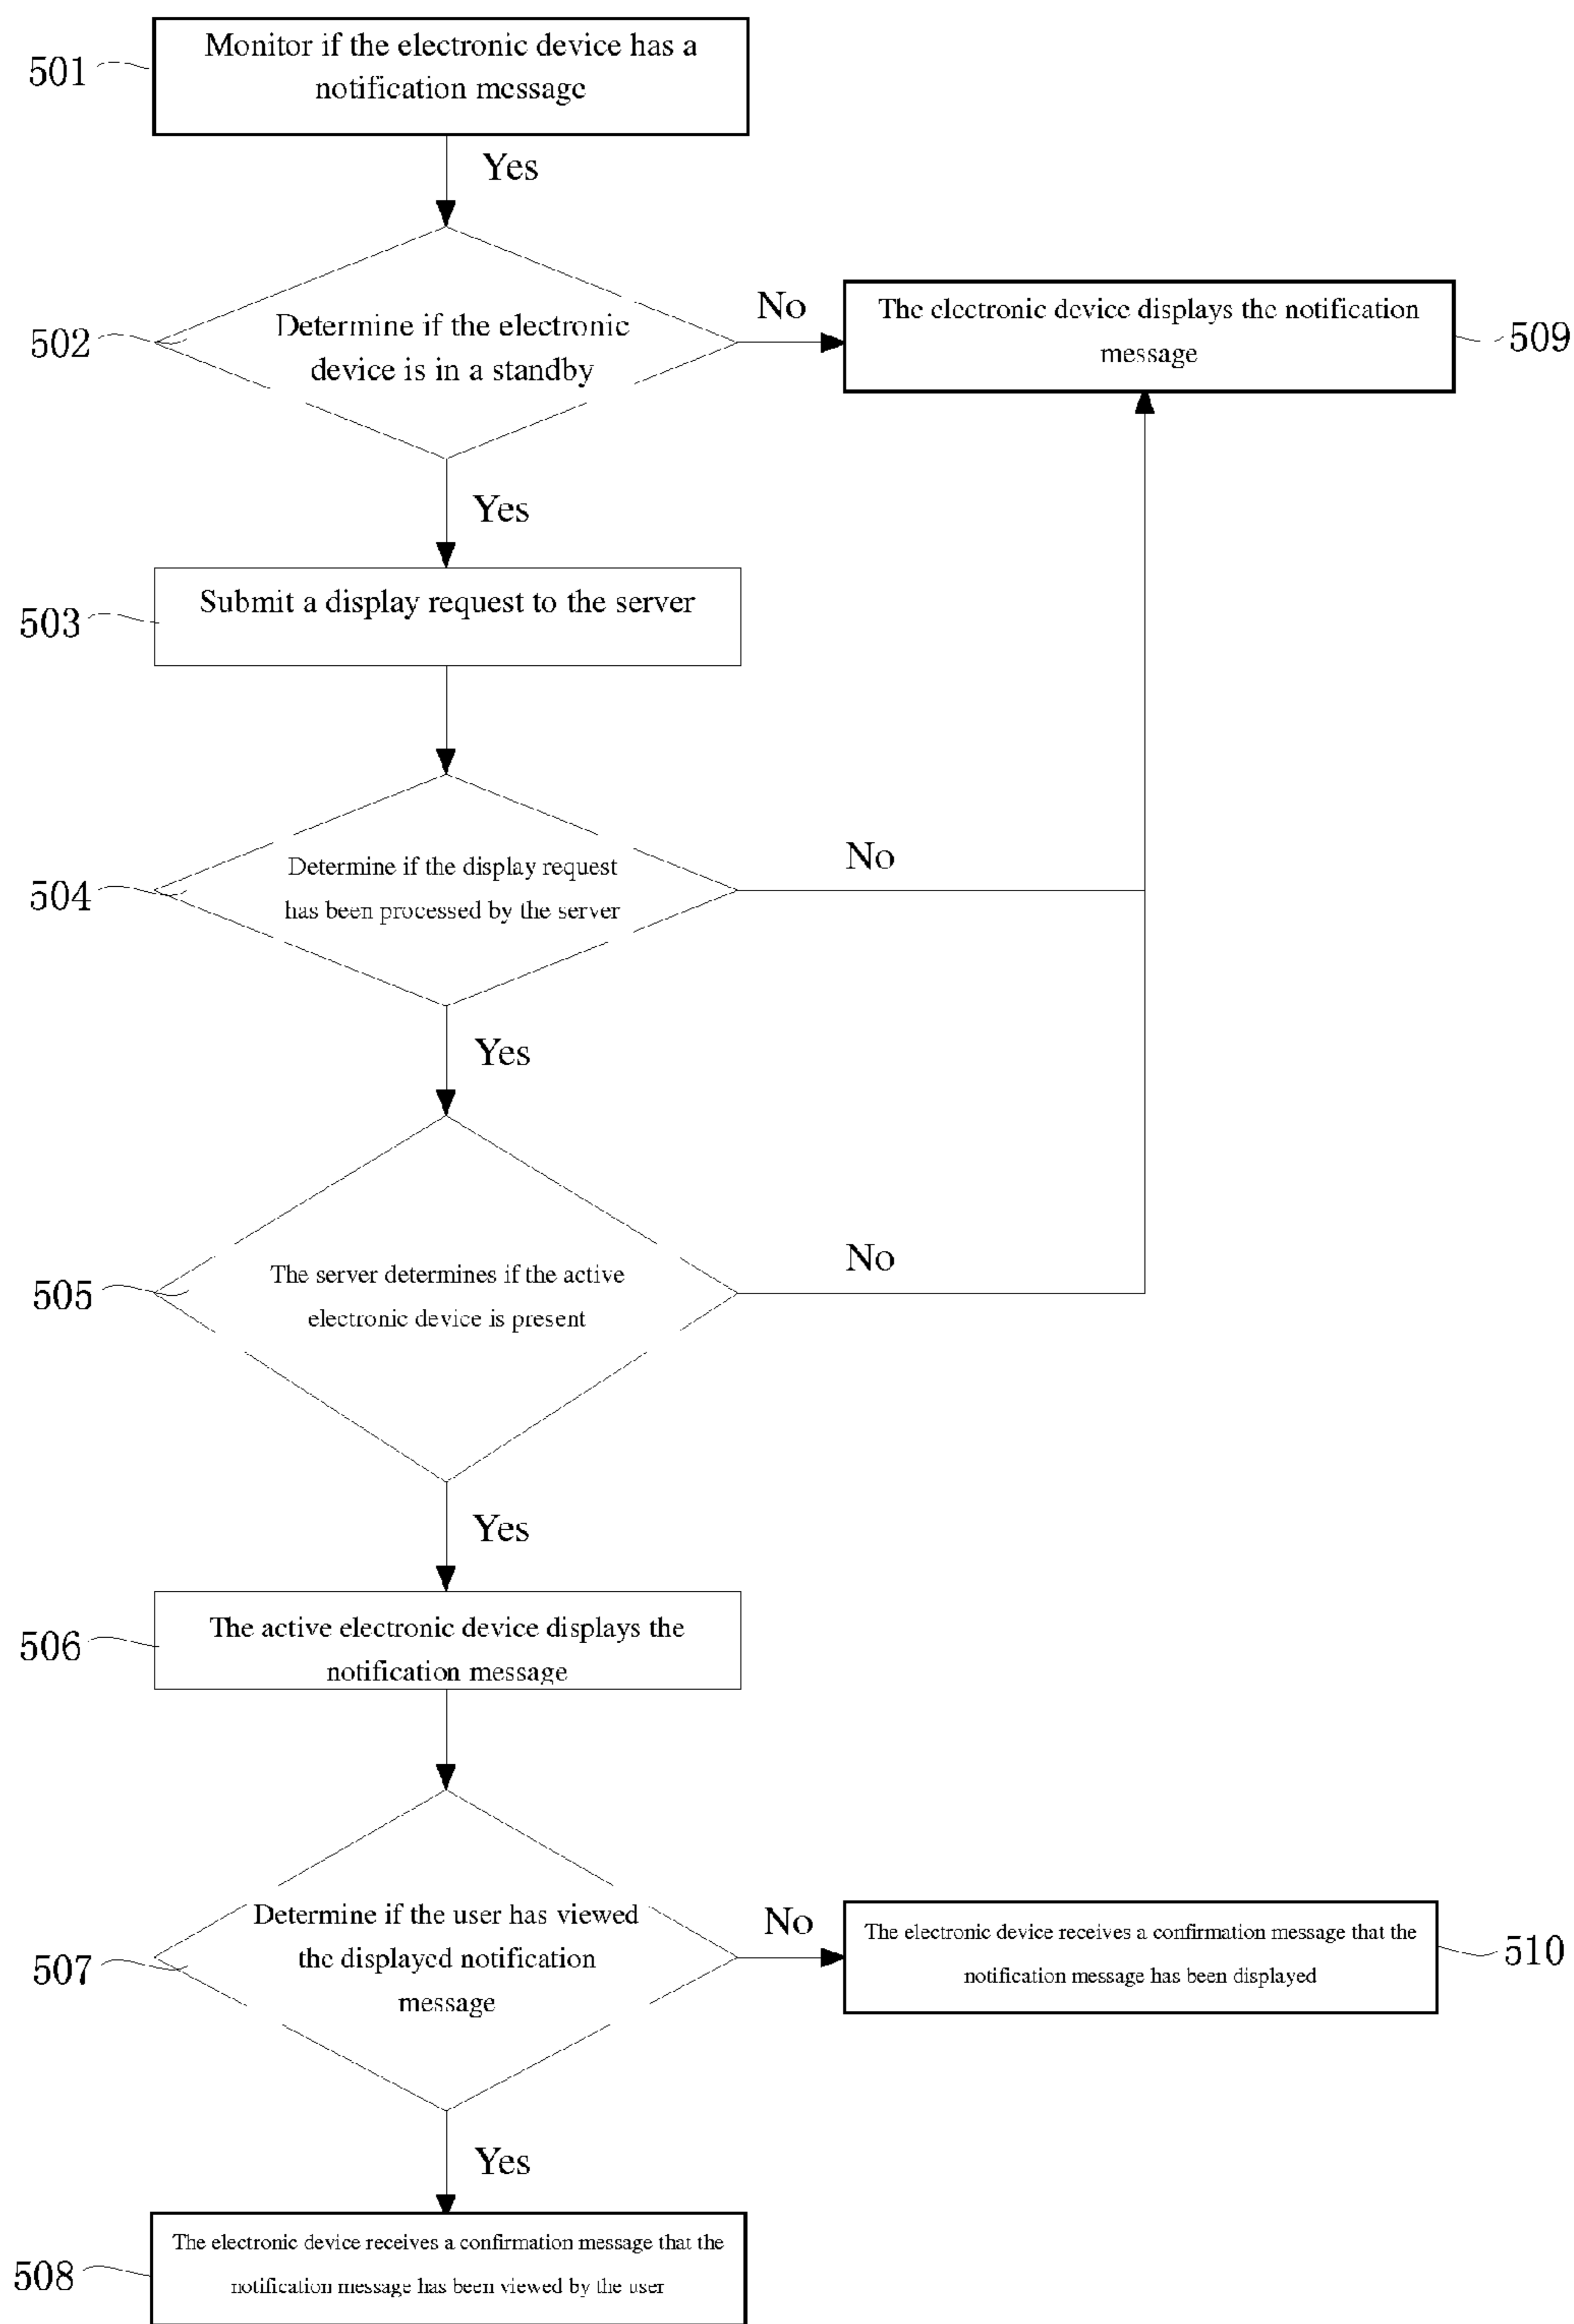 Monitor if the electronic device has a
notification message
501
Yes
Determine if the electronic
device is in a standby
502
No
The electronic device displays the notification
message
509
Yes
Submit a display request to the server
503
Determine if the display request
has been processed by the server
504
No
Yes
The server determines if the active
electronic device is present
505
No
Yes
The active electronic device displays the
notification message
506
Determine if the user has viewed
the displayed notification
message
507
No
The electronic device receives a confirmation message that the
notification message has been displayed
510
Yes
The electronic device receives a confirmation message that the
notification message has been viewed by the user
508